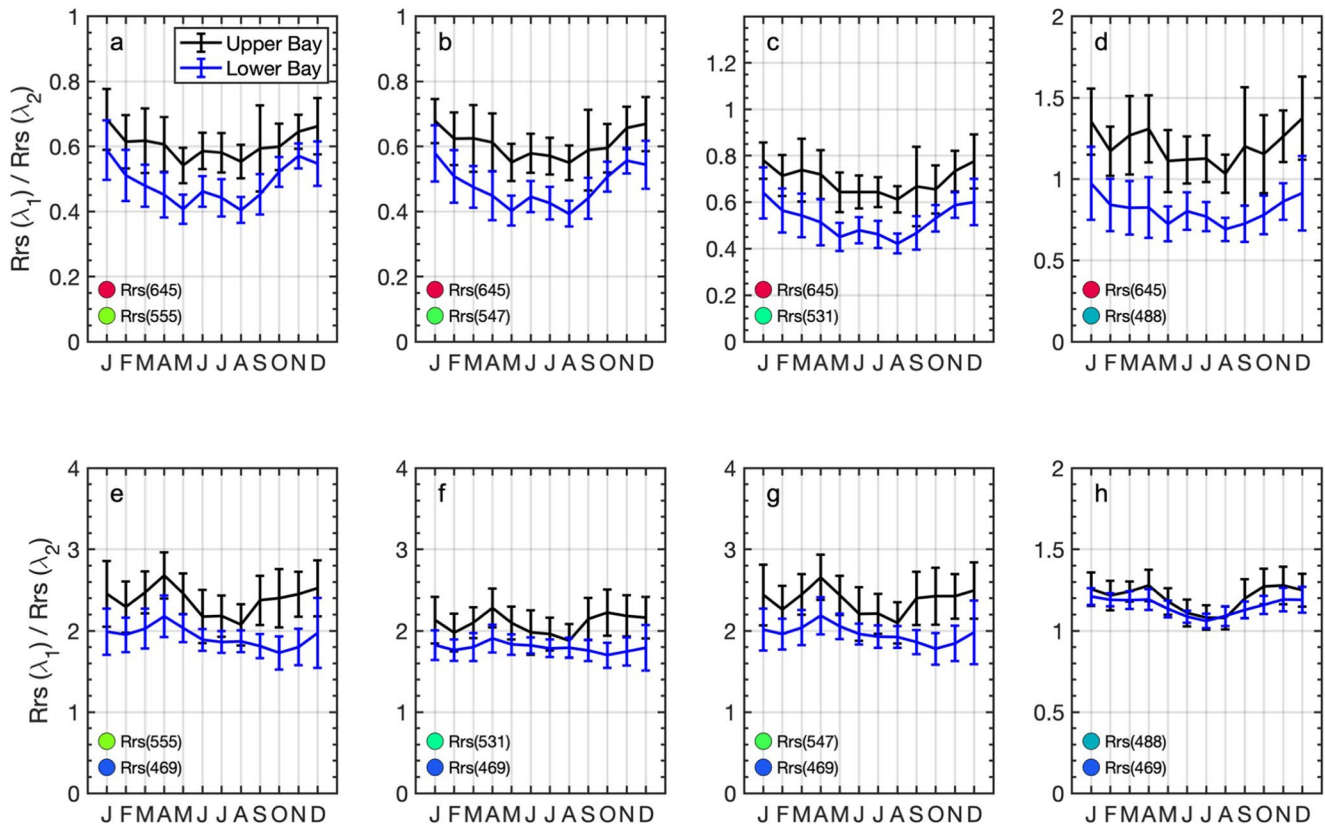 1
0.8
0.6
0.4
0.2
0
Rrs (λ1) / Rrs (λ2)
a
Upper Bay
Lower Bay
Rrs(645)
Rrs(555)
J F M A M J J A S O N D
1
0.8
0.6
0.4
0.2
0
b
Rrs(645)
Rrs(547)
J F M A M J J A S O N D
1.2
1
0.8
0.6
0.4
0.2
0
c
Rrs(645)
Rrs(531)
J F M A M J J A S O N D
2
1.5
1
0.5
0
d
Rrs(645)
Rrs(488)
J F M A M J J A S O N D
4
3
2
1
0
Rrs (λ1) / Rrs (λ2)
e
Rrs(555)
Rrs(469)
J F M A M J J A S O N D
4
3
2
1
0
f
Rrs(531)
Rrs(469)
J F M A M J J A S O N D
4
3
2
1
0
g
Rrs(547)
Rrs(469)
J F M A M J J A S O N D
2
1.5
1
0.5
0
h
Rrs(488)
Rrs(469)
J F M A M J J A S O N D